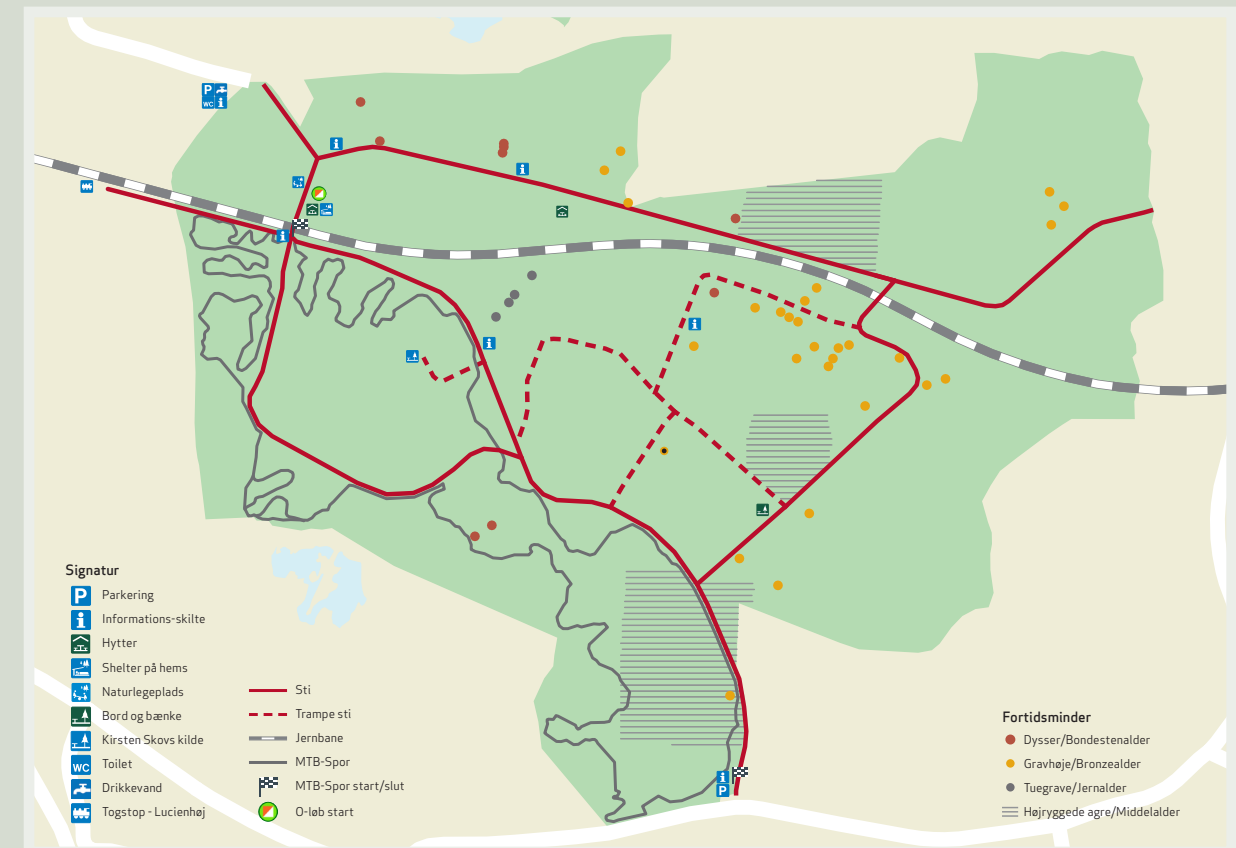 P
WC i
i
i
i
i
i
i
P
Signatur
P Parkering
i Informations-skilte
Hytter
Shelter på hems
Naturlegeplads
Bord og bænke
Kirsten Skovs kilde
WC Toilet
Drikkevand
Togstop - Lucienhøj
Sti
Trampe sti
Jernbane
MTB-Spor
MTB-Spor start/slut
O-løb start
Fortidsminder
Dysser/Bondestenalder
Gravhøje/Bronzealder
Tuegrave/Jernalder
Højryggede agre/Middelalder